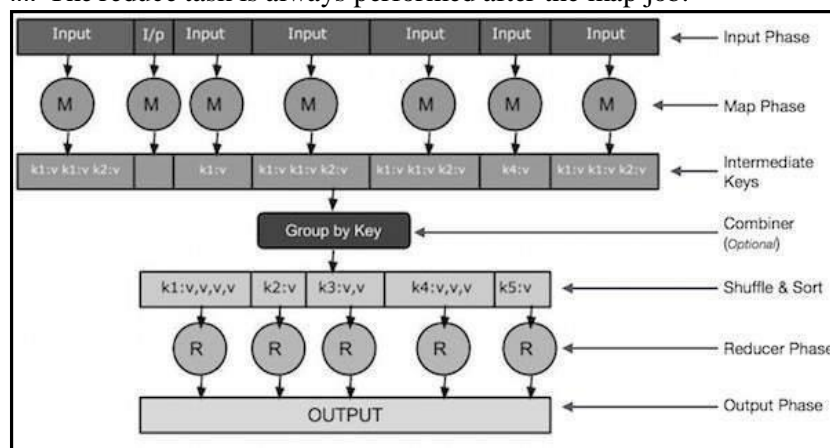 The reduce task is always performed after the map job.
Input I/p Input Input Input Input Input
Input Phase
M M M M M M M
Map Phase
k1:v k1:v k2:v k1:v k1:v k1:v k2:v k1:v k1:v k2:v k4:v k1:v k1:v k2:v
Intermediate
Keys
Group by Key
Combiner
(Optional)
k1:v,v,v,v k2:v k3:v,v k4:v,v,v k5:v
Shuffle & Sort
R R R R R
Reducer Phase
OUTPUT
Output Phase